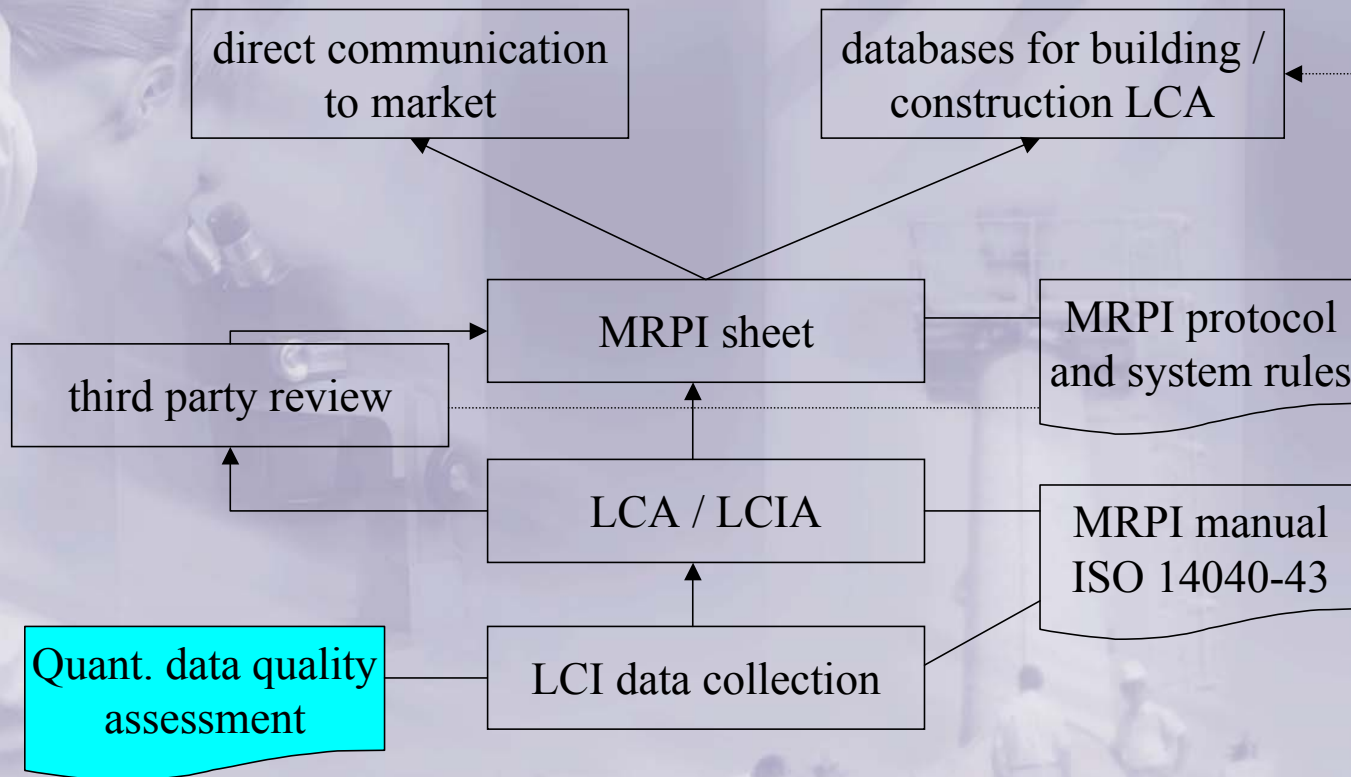 direct communication
to market
databases for building /
construction LCA
MRPI sheet
MRPI protocol
and system rules
third party review
LCA / LCIA
MRPI manual
ISO 14040-43
Quant. data quality
assessment
LCI data collection